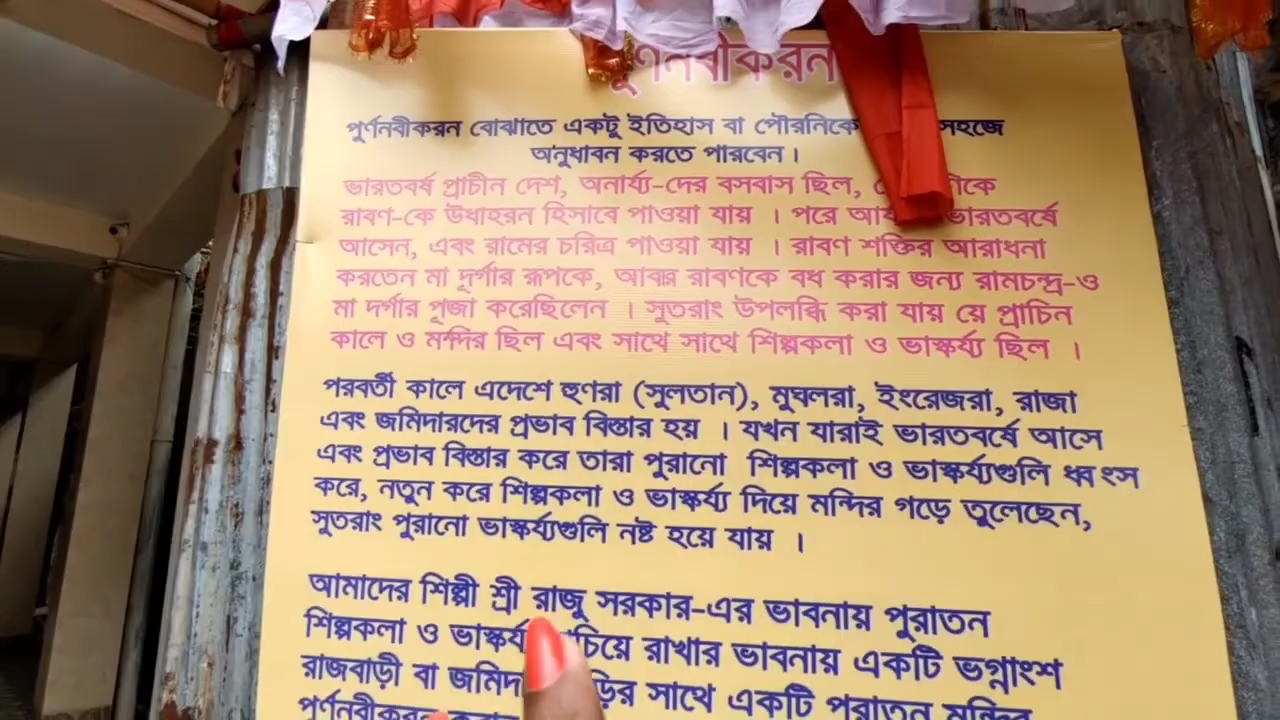 পুর্ণনবীকরন বোঝাতে একটু ইতিহাস বা সহজে
অনুধাবন করতে পারবেন।
ভারতবর্ষ প্রাচীন দেশ, অনার্য্য-দের বসবাস ছিল,
রাবণ-কে উধাহরন হিসাবে পাওয়া যায় । পরে ভারতবর্ষে
আসেন, এবং রামের চরিত্র পাওয়া যায় । রাবণ শক্তির আরাধনা
করতেন মা দূর্গার রূপকে, আবার রাবণকে বধ করার জন্য রামচন্দ্র-ও
মা দর্গার পূজা করেছিলেন । সুতরাং উপলব্ধি করা যায় যে প্রাচিন
কালে ও মন্দির ছিল এবং সাথে সাথে শিল্পকলা ও ভাস্কর্য্য ছিল ।
পরবর্তী কালে এদেশে হুণরা (সুলতান), মুঘলরা, ইংরেজরা, রাজা
এবং জমিদারদের প্রভাব বিস্তার হয় । যখন যারাই ভারতবর্ষে আসে
এবং প্রভাব বিস্তার করে তারা পুরানো শিল্পকলা ও ভাস্কর্য্যগুলি ধ্বংস
করে, নতুন করে শিল্পকলা ও ভাস্কর্য্য দিয়ে মন্দির গড়ে তুলেছেন,
সুতরাং পুরানো ভাস্কর্য্যগুলি নষ্ট হয়ে যায় ।
আমাদের শিল্পী শ্রী রাজু সরকার-এর ভাবনায় পুরাতন
শিল্পকলা ও রাখার ভাবনায় একটি ভগ্নাংশ
রাজবাড়ী বা সাথে একটি পুরাতন মন্দির